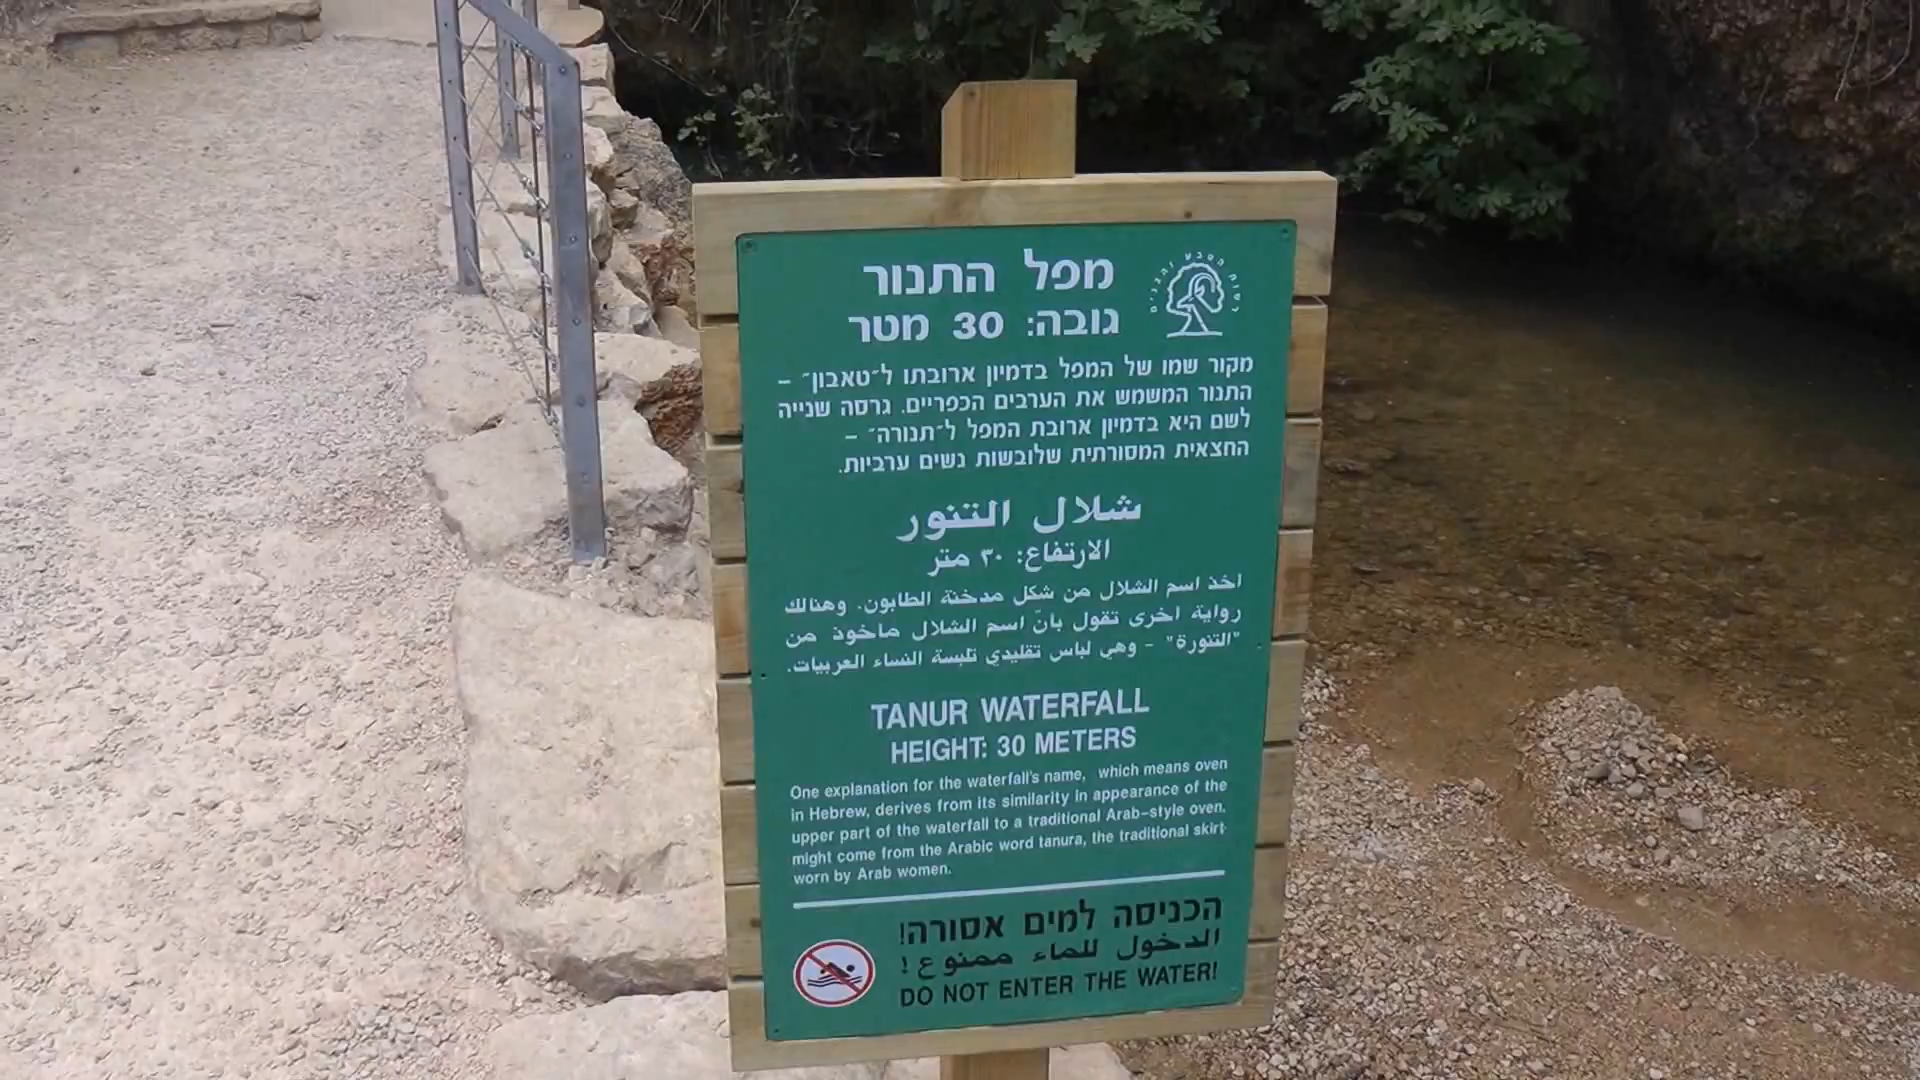 מפל התנור
גובה: 30 מטר
רשות הטבע והגנים
מקור שמו של המפל בדמיון ארובתו ל״טאבון״ –
התנור המשמש את הערבים הכפריים. גרסה שנייה
לשם היא בדמיון ארובת המפל ל״תנורה״ –
החצאית המסורתית שלובשות נשים ערביות.
شلال التنور
الارتفاع: ٣٠ متر
اخذ اسم الشلال من شكل مدخنة الطابون. وهنالك
رواية اخرى تقول بانّ اسم الشلال ماخوذ من
"التنورة" - وهي لباس تقليدي تلبسة النساء العربيات.
TANUR WATERFALL
HEIGHT: 30 METERS
One explanation for the waterfall's name, which means oven
in Hebrew, derives from its similarity in appearance of the
upper part of the waterfall to a traditional Arab-style oven.
might come from the Arabic word tanura, the traditional skirt
worn by Arab women.
הכניסה למים אסורה!
الدخول للماء ممنوع!
DO NOT ENTER THE WATER!